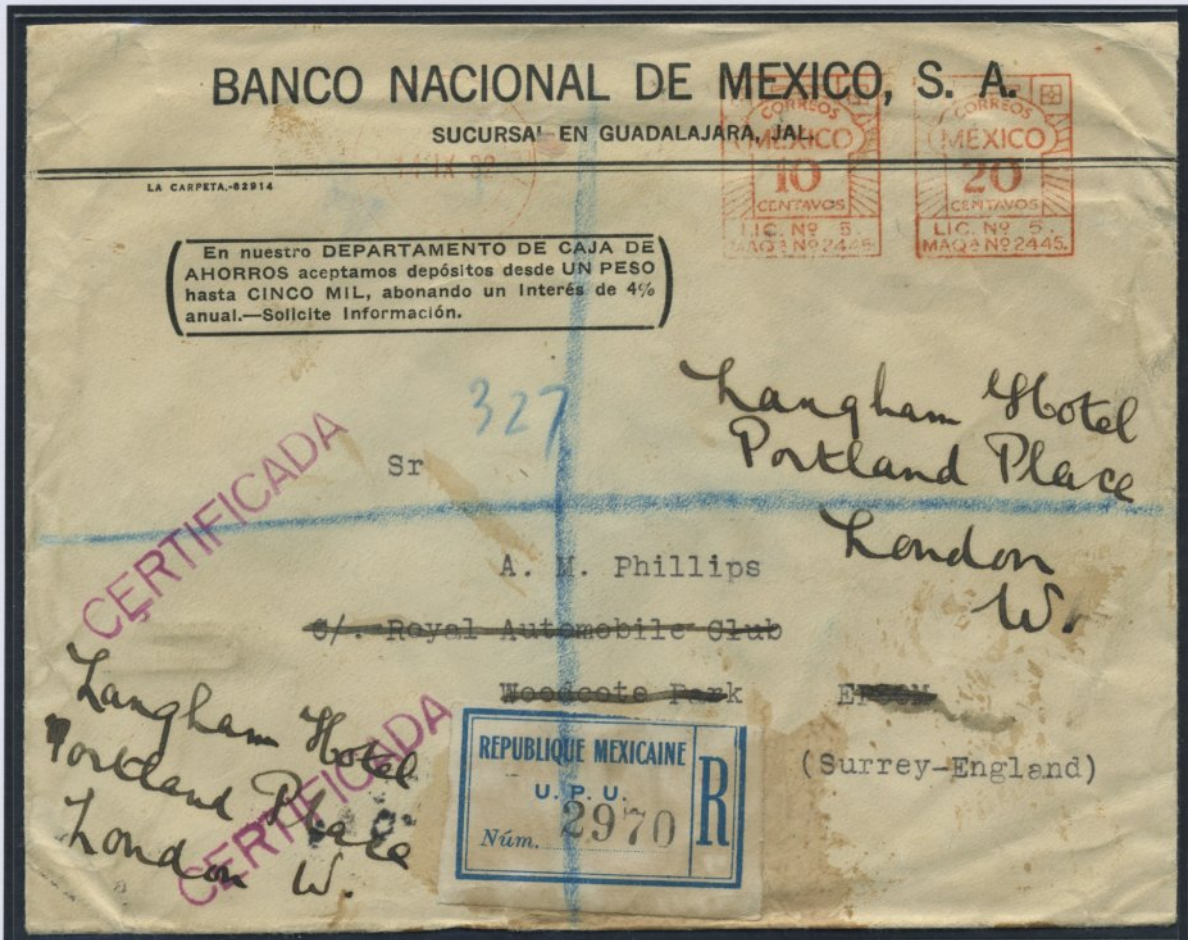 BANCO NACIONAL DE MEXICO, S. A.
SUCURSAL EN GUADALAJARA, JAL.
CORREOS
MEXICO
10
CENTAVOS
LIC. Nº 5.
MAQª Nº 2445.
CORREOS
MEXICO
20
CENTAVOS
LIC. Nº 5.
MAQª Nº 2445.
IX 32
LA CARPETA.-82914
En nuestro DEPARTAMENTO DE CAJA DE
AHORROS aceptamos depósitos desde UN PESO
hasta CINCO MIL, abonando un Interés de 4%
anual.—Solicite Información.
327
Langham Hotel
Portland Place
London
W.
CERTIFICADA
Sr
A. M. Phillips
C/. Royal Automobile Club
Woodcote Park EPSOM
(Surrey-England)
Langham Hotel
Portland Place
London W.
CERTIFICADA
REPUBLIQUE MEXICAINE
U. P. U.
Núm. 2970
R